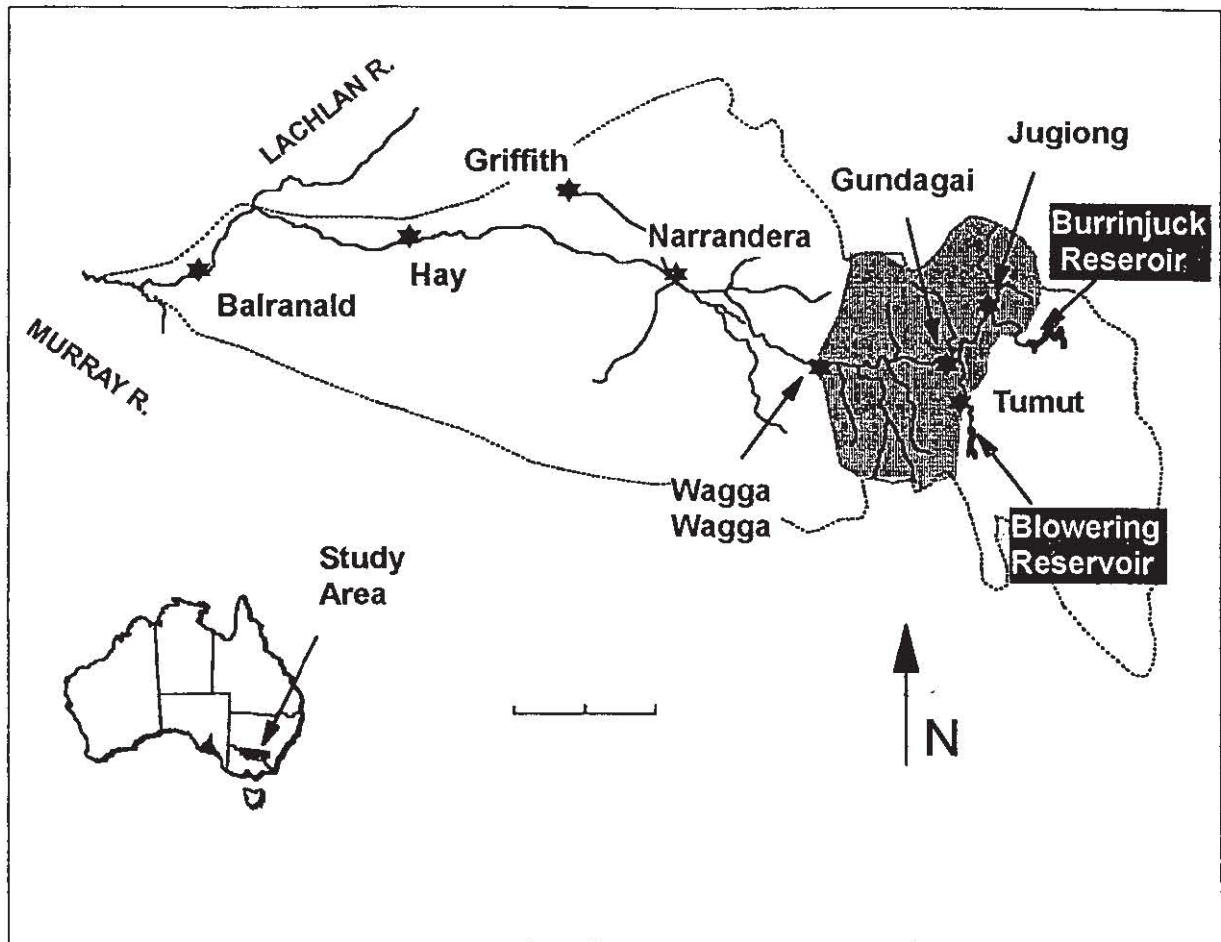 LACHLAN R.
Griffith
Jugiong
Gundagai
Burrinjuck
Reseroir
Narrandera
Hay
Balranald
MURRAY R.
Tumut
Wagga
Wagga
Blowering
Reservoir
Study
Area
N